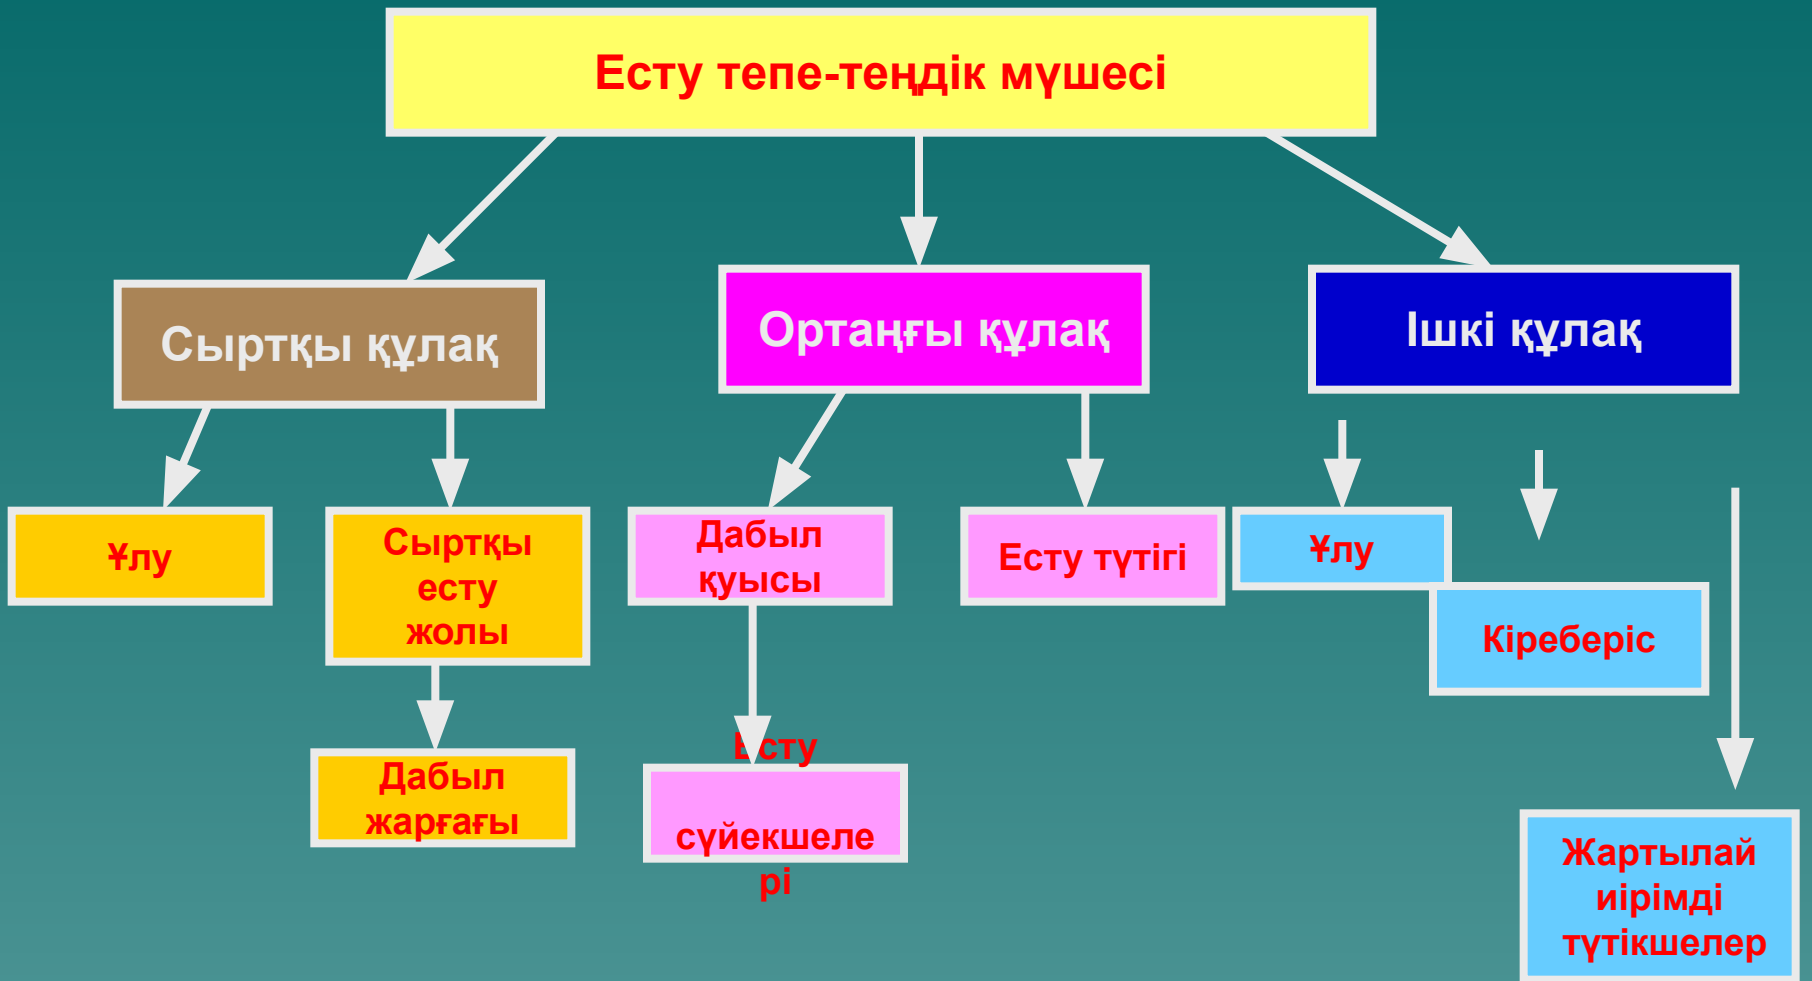 Есту тепе-теңдік мүшесі
Сыртқы құлақ
Ортаңғы құлақ
Ішкі құлақ
Ұлу
Сыртқы
есту
жолы
Дабыл
қуысы
Есту түтігі
Ұлу
Кіреберіс
Дабыл
жарғағы
Есту
сүйекшеле
рі
Жартылай
иірімді
түтікшелер